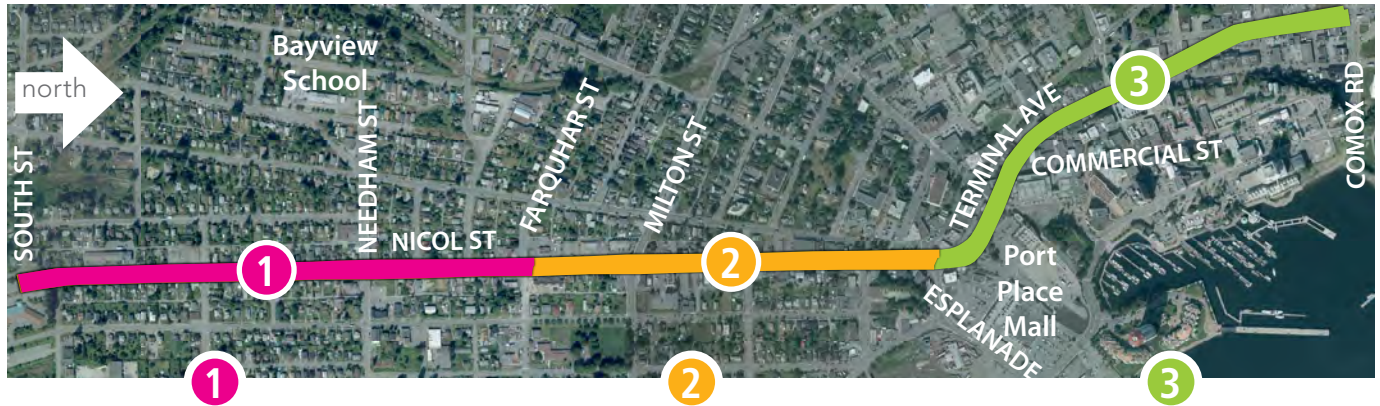 north
Bayview
School
SOUTH ST
NEEDHAM ST
NICOL ST
FARQUHAR ST
MILTON ST
TERMINAL AVE
COMMERCIAL ST
COMOX RD
Port
Place
Mall
ESPLANADE
1
2
3
1
2
3